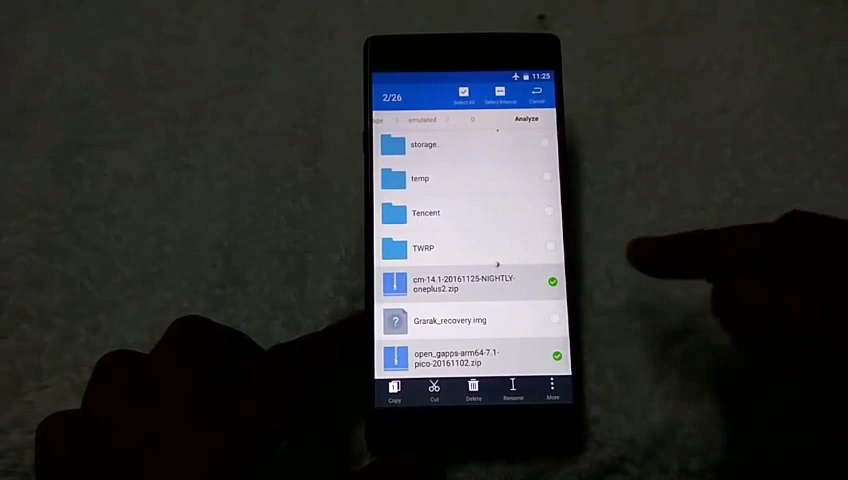 11:25
2/26
Select All
Select Interval
Cancel
emulated
0
Analyze
storage
temp
Tencent
TWRP
cm-14.1-20161125-NIGHTLY-
oneplus2.zip
Grarak_recovery.img
open_gapps-arm64-7.1-
pico-20161102.zip
Copy
Cut
Delete
Rename
More